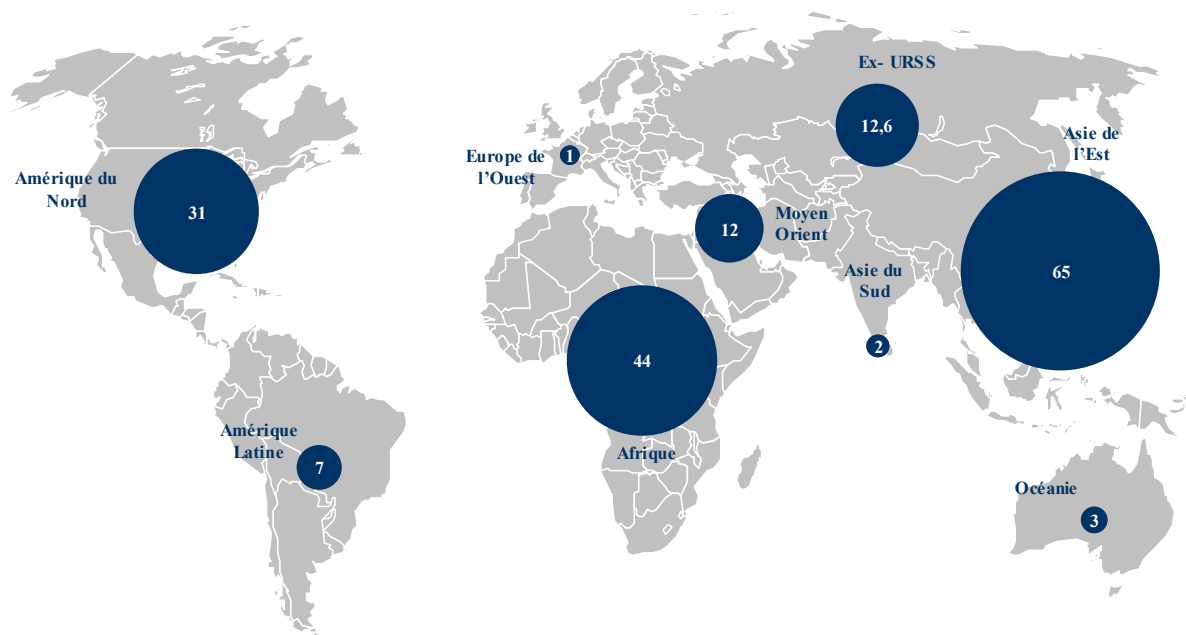 Ex- URSS
12,6
Asie de
l’Est
1
Europe de
l’Ouest
Amérique du
Nord
31
12
Moyen
Orient
Asie du
Sud
65
2
44
Amérique
Latine
7
Afrique
Océanie
3